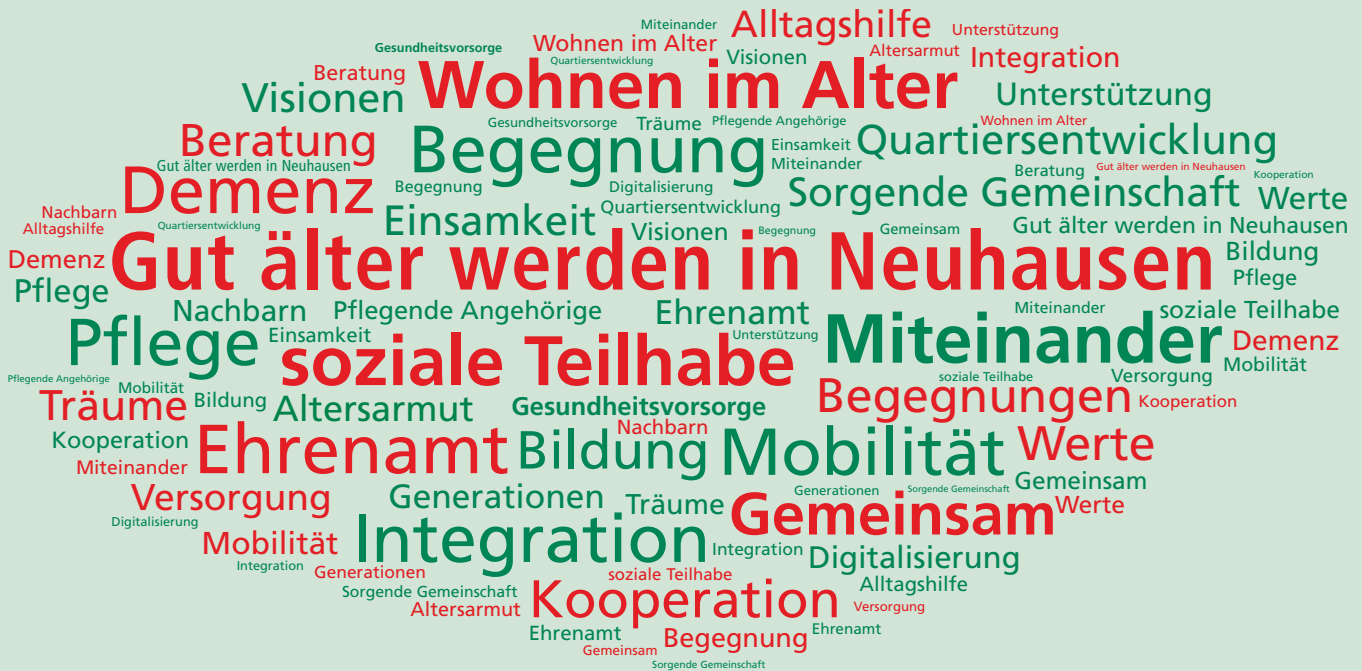 Miteinander Alltagshilfe Unterstützung
Gesundheitsvorsorge Wohnen im Alter Visionen Altersarmut Integration
Beratung Quartiersentwicklung
Visionen Wohnen im Alter Unterstützung
Gesundheitsvorsorge Träume Pflegende Angehörige Wohnen im Alter
Beratung Begegnung Einsamkeit Quartiersentwicklung
Gut älter werden in Neuhausen Miteinander Beratung Gut älter werden in Neuhausen Kooperation
Demenz Begegnung Digitalisierung Sorgende Gemeinschaft Werte
Nachbarn Einsamkeit Quartiersentwicklung
Alltagshilfe Quartiersentwicklung Visionen Begegnung Gemeinsam Gut älter werden in Neuhausen
Demenz Gut älter werden in Neuhausen Bildung
Pflege Pflege
Nachbarn Pflegende Angehörige Ehrenamt Miteinander soziale Teilhabe
Pflege Einsamkeit Unterstützung Miteinander Demenz
soziale Teilhabe Mobilität
Pflegende Angehörige Mobilität soziale Teilhabe Versorgung
Träume Bildung Altersarmut Gesundheitsvorsorge Begegnungen Kooperation
Nachbarn
Kooperation Ehrenamt Bildung Mobilität Werte
Miteinander Gemeinsam
Versorgung Generationen Träume Generationen Sorgende Gemeinschaft
Digitalisierung Gemeinsam Werte
Mobilität Integration Integration Digitalisierung
Integration Generationen soziale Teilhabe Alltagshilfe
Sorgende Gemeinschaft
Altersarmut Kooperation Versorgung
Ehrenamt Begegnung Ehrenamt
Gemeinsam
Sorgende Gemeinschaft